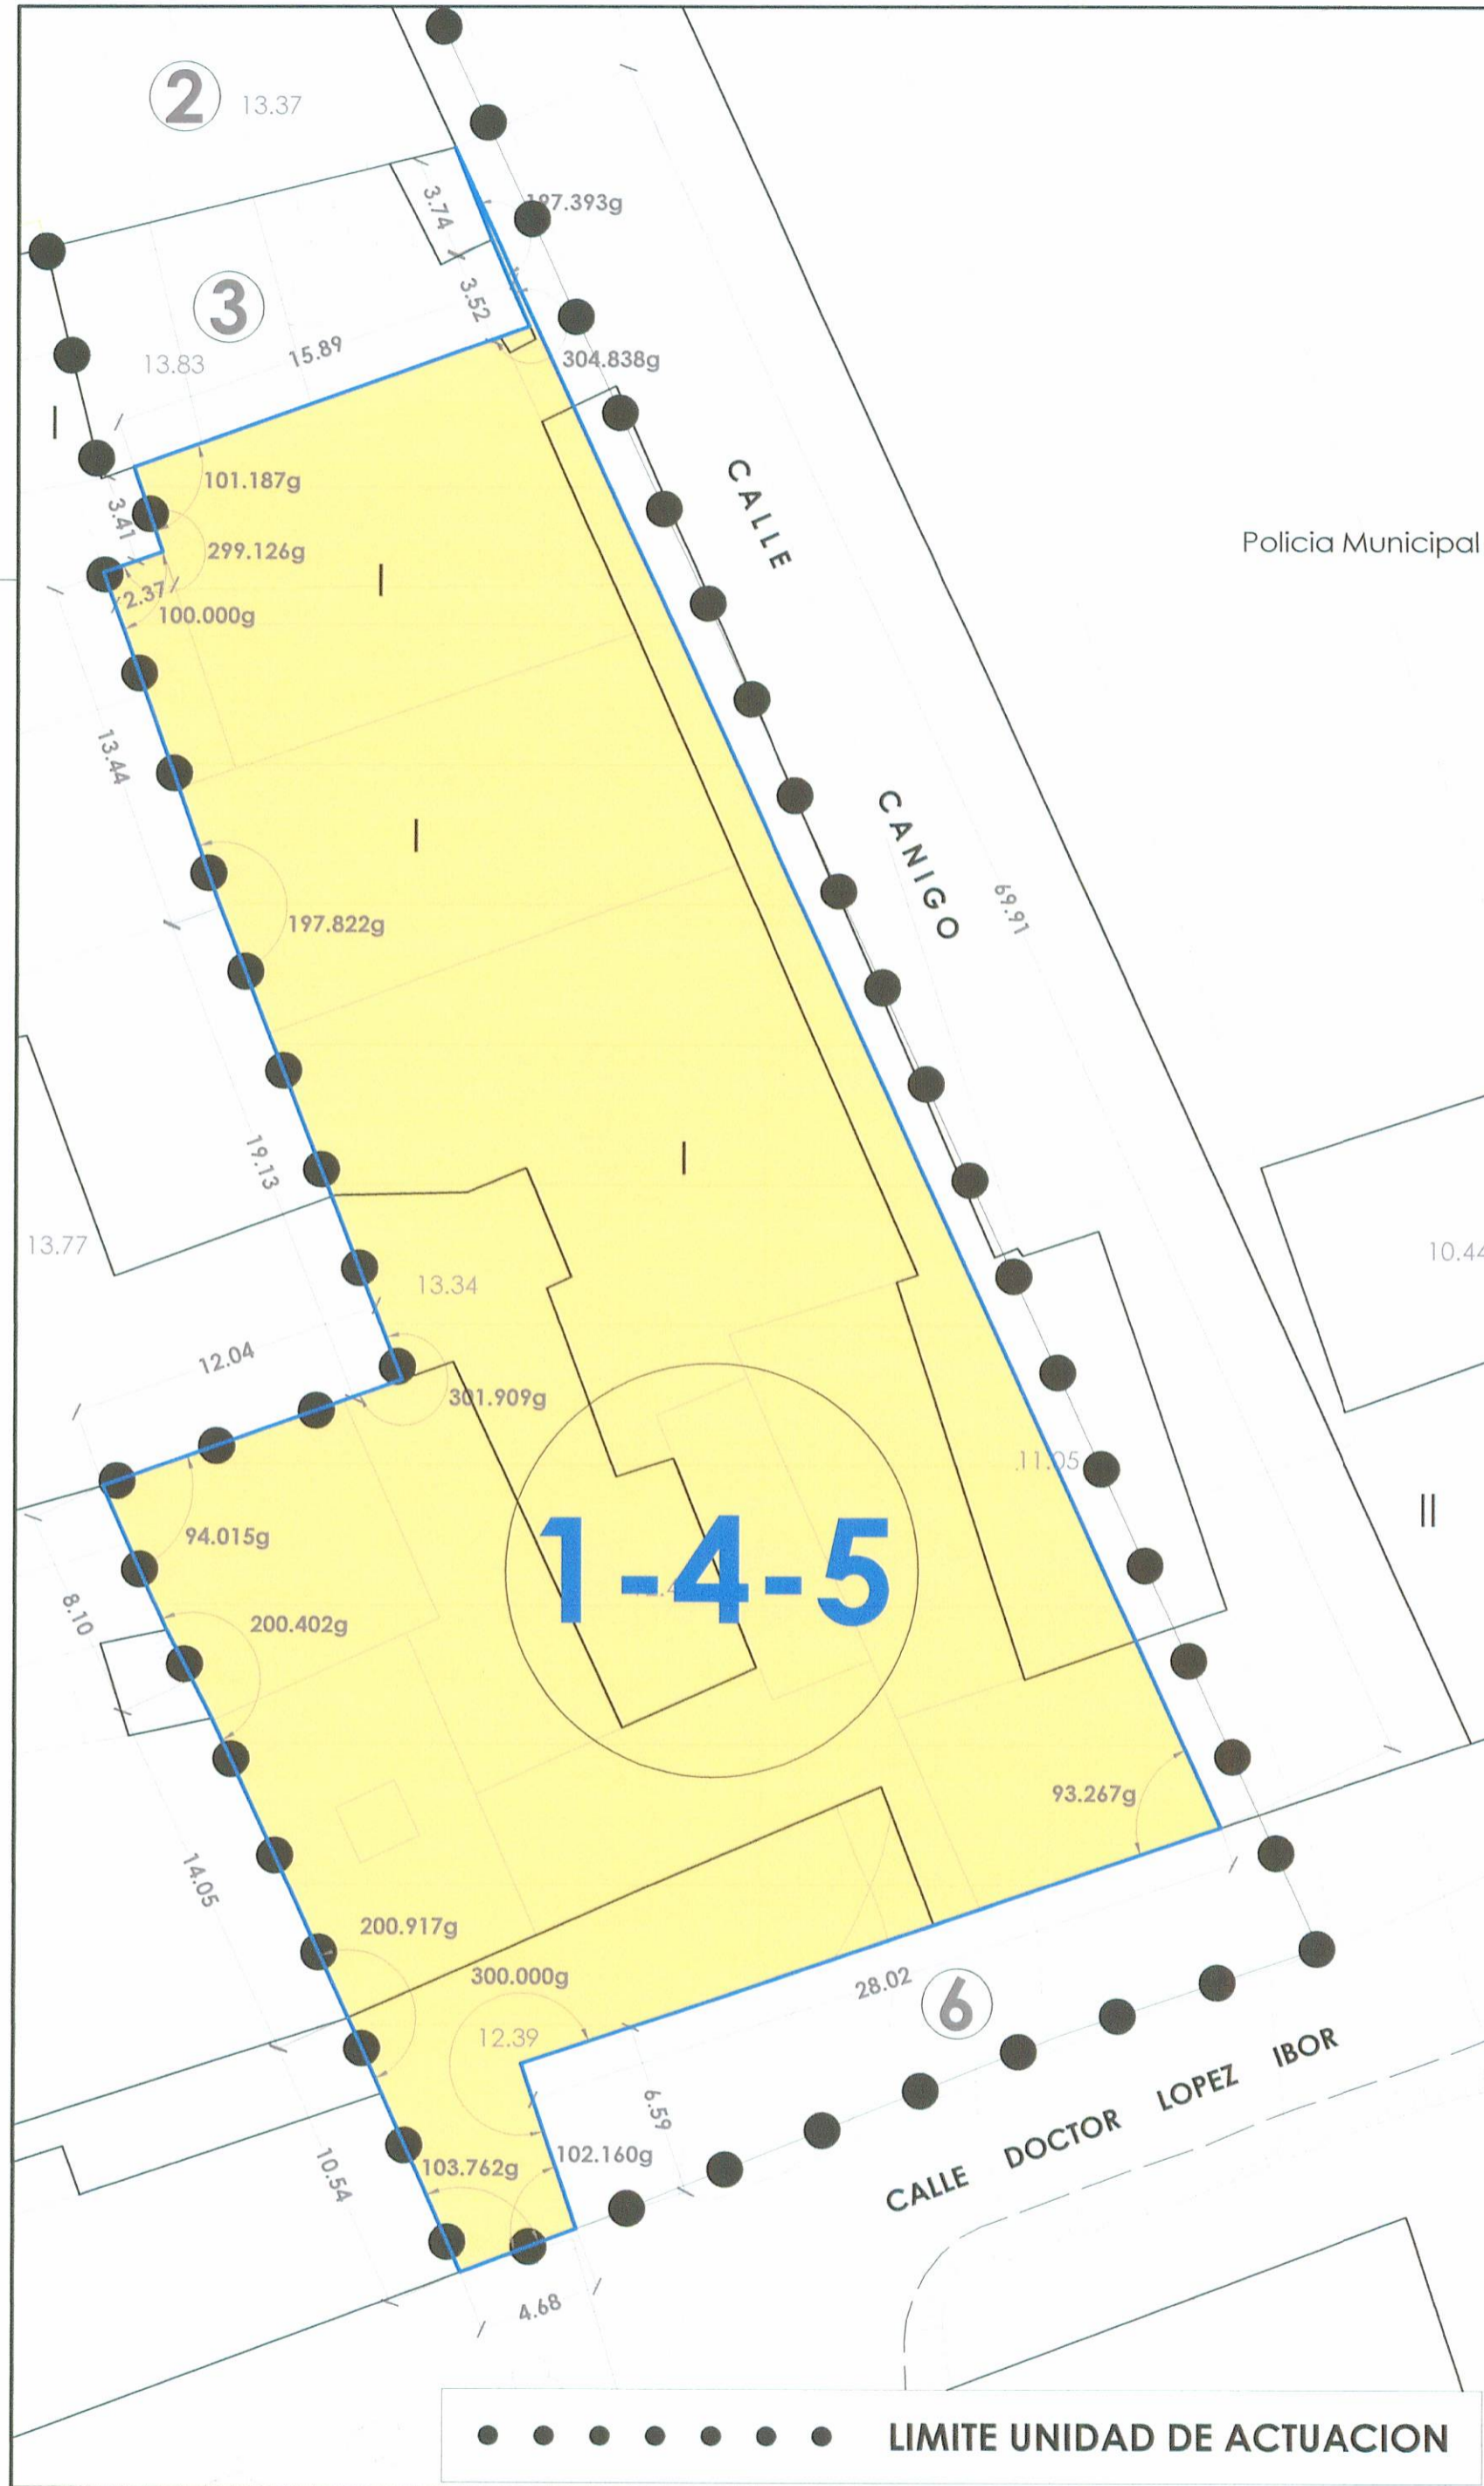 2
13.37
3.74
197.393g
3
3.52
15.89
13.83
304.838g
I
101.187g
3.41
299.126g
2.37
100.000g
I
CALLE
Policia Municipal
13.44
I
CANIGO
69.91
197.822g
19.13
I
13.77
13.34
10.44
12.04
301.909g
11.05
II
94.015g
1-4-5
8.10
200.402g
93.267g
14.05
200.917g
300.000g
28.02
6
12.39
6.59
CALLE DOCTOR LOPEZ IBOR
102.160g
10.54
103.762g
4.68
LIMITE UNIDAD DE ACTUACION